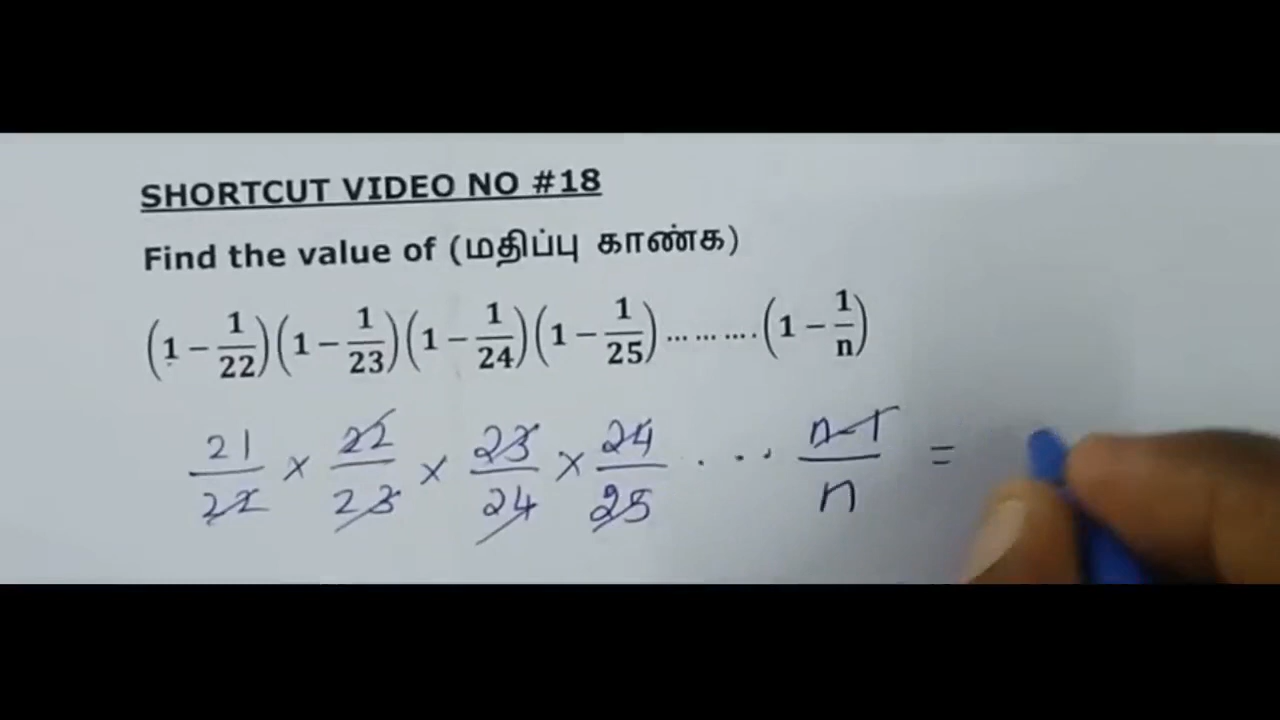 SHORTCUT VIDEO NO #18
Find the value of (மதிப்பு காண்க)
(1 − 1/22)(1 − 1/23)(1 − 1/24)(1 − 1/25) ……….(1 − 1/n)
21/22 × 22/23 × 23/24 × 24/25 . . . . n-1/n =